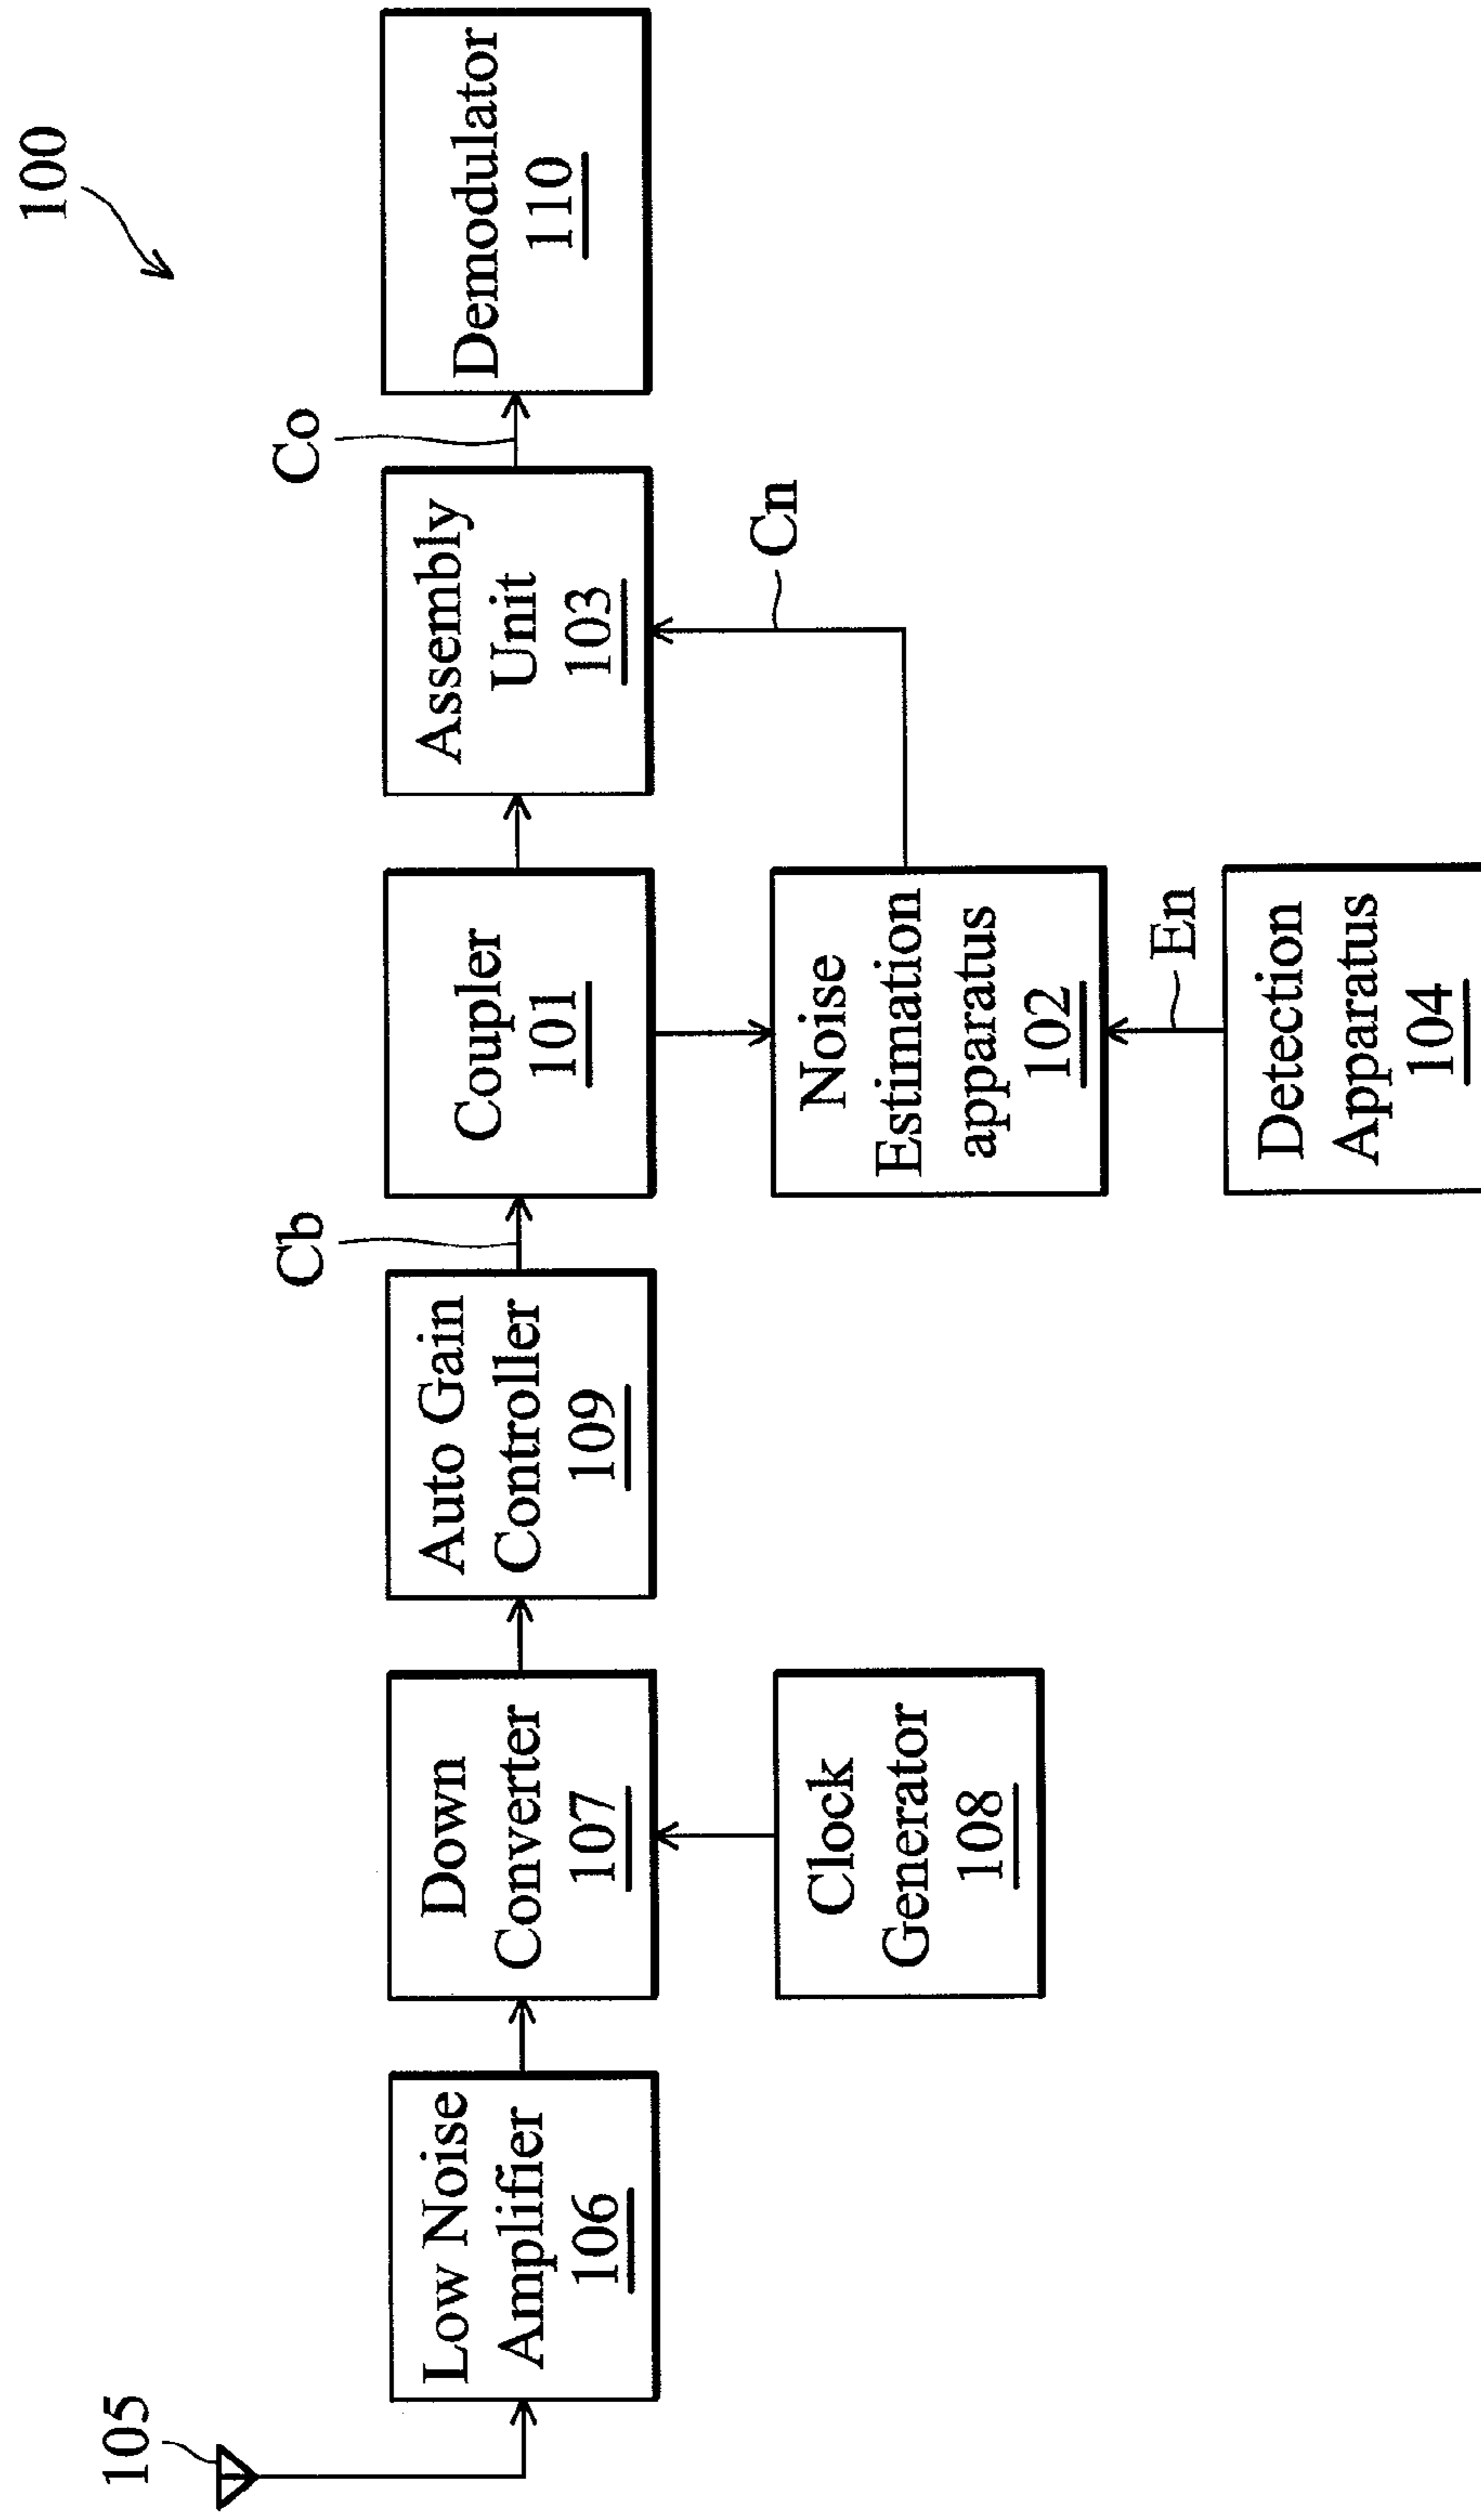 100
105
Low Noise
Amplifier
106
Down
Converter
107
Clock
Generator
108
Auto Gain
Controller
109
Cb
Coupler
101
Noise
Estimation
apparatus
102
En
Detection
Apparatus
104
Assembly
Unit
103
Cn
Co
Demodulator
110